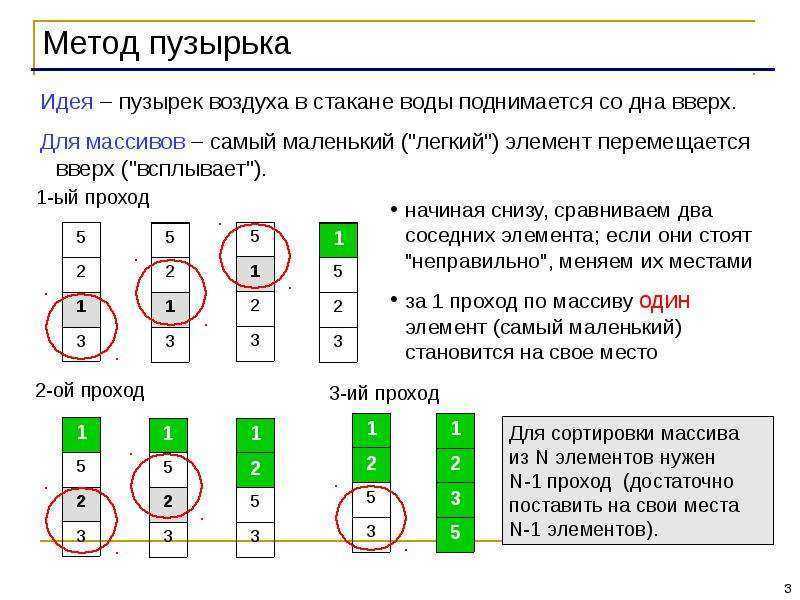 Метод пузырька
Идея – пузырек воздуха в стакане воды поднимается со дна вверх.
Для массивов – самый маленький ("легкий") элемент перемещается
вверх ("всплывает").
1-ый проход
5 5 5 1
2 2 1 5
1 1 2 2
3 3 3 3
• начиная снизу, сравниваем два
соседних элемента; если они стоят
"неправильно", меняем их местами
• за 1 проход по массиву один
элемент (самый маленький)
становится на свое место
2-ой проход
1 1 1
5 5 2
2 2 5
3 3 3
3-ий проход
1 1
2 2
5 3
3 5
Для сортировки массива
из N элементов нужен
N-1 проход (достаточно
поставить на свои места
N-1 элементов).
3